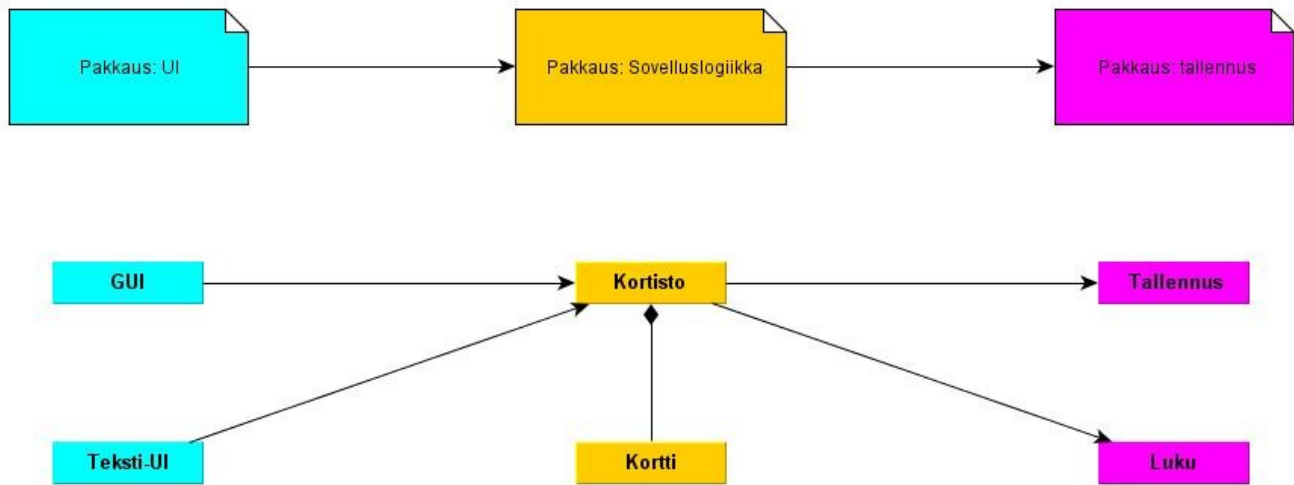 Pakkaus: UI
Pakkaus: Sovelluslogiikka
Pakkaus: tallennus
GUI
Kortisto
Tallennus
Teksti-UI
Kortti
Luku